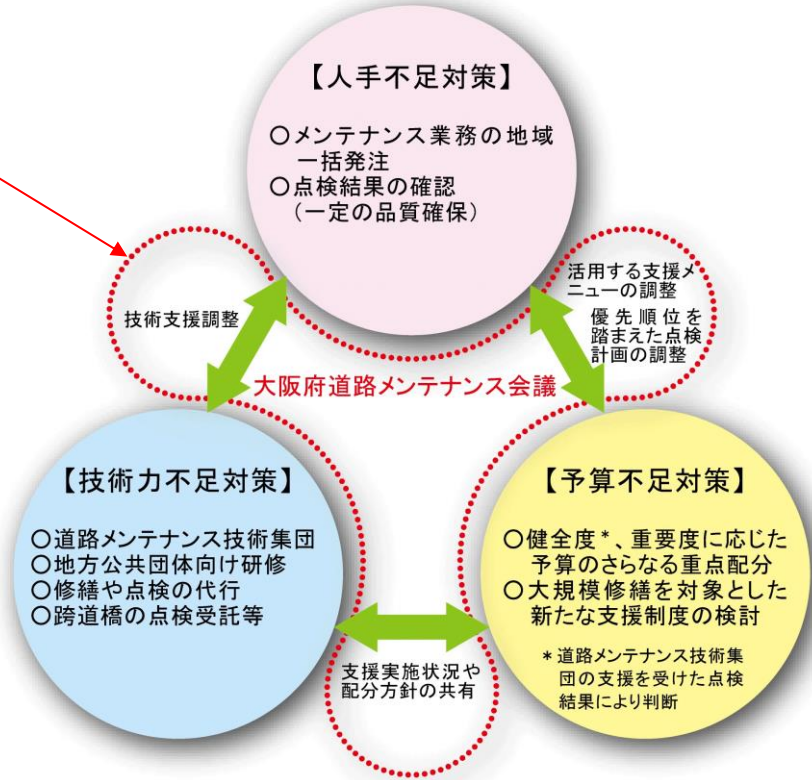 【人手不足対策】
○メンテナンス業務の地域
一括発注
○点検結果の確認
(一定の品質確保)
技術支援調整
活用する支援メ
ニューの調整
優先順位を
踏まえた点検
計画の調整
大阪府道路メンテナンス会議
【技術力不足対策】
○道路メンテナンス技術集団
○地方公共団体向け研修
○修繕や点検の代行
○跨道橋の点検受託等
【予算不足対策】
○健全度*、重要度に応じた
予算のさらなる重点配分
○大規模修繕を対象とした
新たな支援制度の検討
*道路メンテナンス技術集
団の支援を受けた点検
結果により判断
支援実施状況や
配分方針の共有